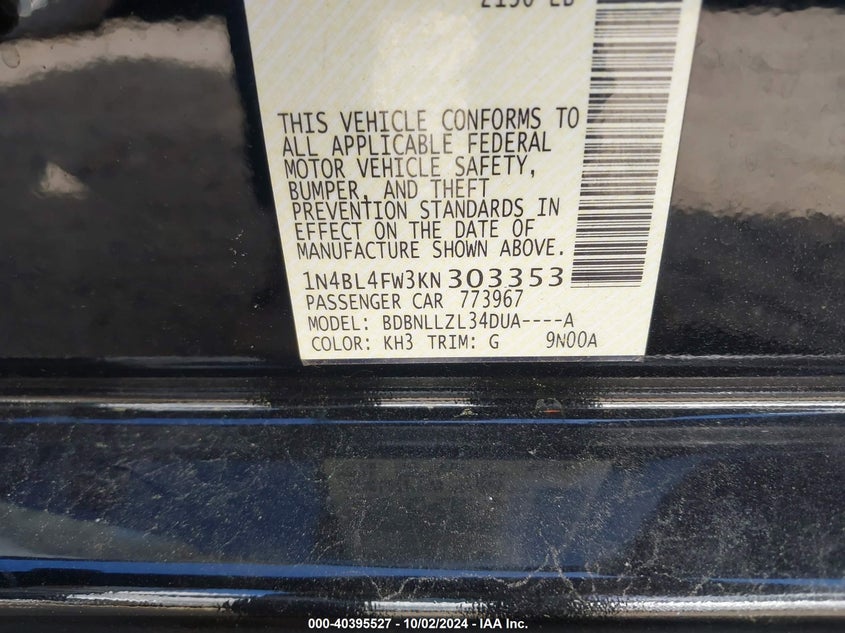 THIS VEHICLE CONFORMS TO
ALL APPLICABLE FEDERAL
MOTOR VEHICLE SAFETY,
BUMPER, AND THEFT
PREVENTION STANDARDS IN
EFFECT ON THE DATE OF
MANUFACTURE SHOWN ABOVE.
1N4BL4FW3KN303353
PASSENGER CAR 773967
MODEL: BDBNLLZL34DUA----A
COLOR: KH3 TRIM: G 9N00A
000-40395527 - 10/02/2024 - IAA Inc.